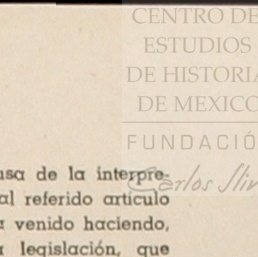 CENTRO DE
ESTUDIOS
DE HISTORIA
DE MEXICO
FUNDACIÓ
Carlos Sli
usa de la interpre-
al referido artículo
a venido haciendo,
a legislación, que